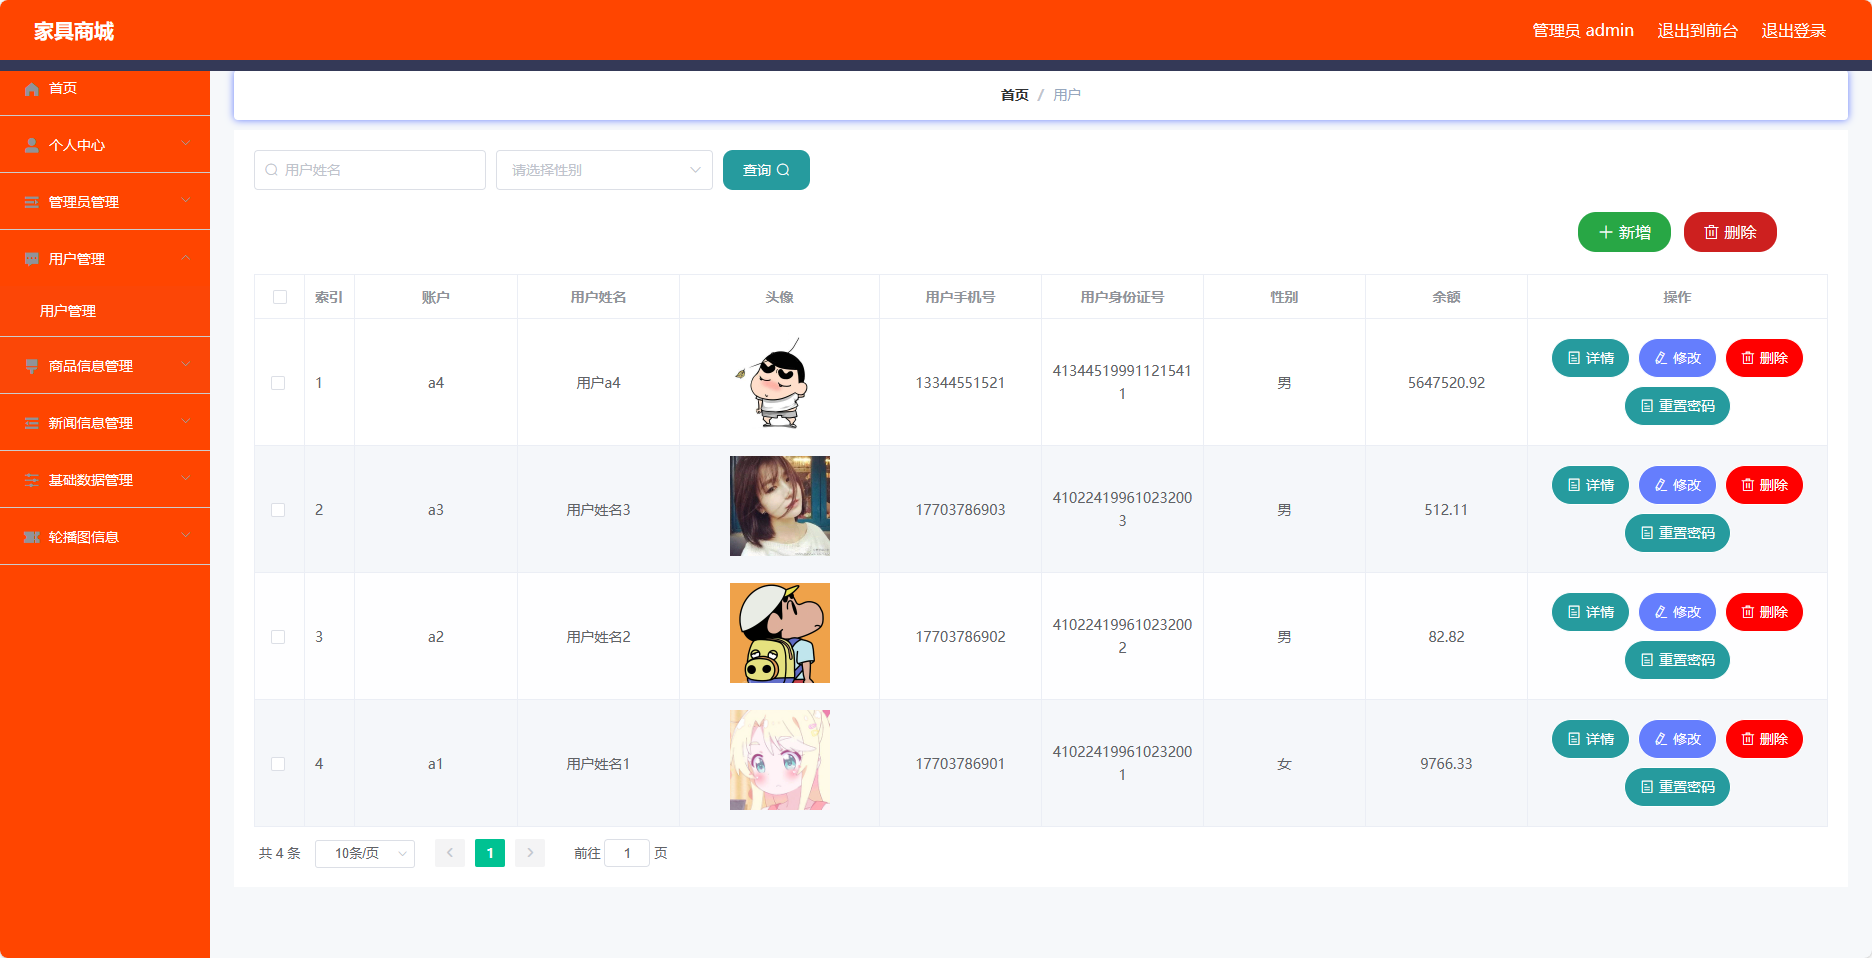 家具商城
管理员 admin 退出到前台 退出登录
首页
个人中心
管理员管理
用户管理
用户管理
商品信息管理
新闻信息管理
基础数据管理
轮播图信息
首页 / 用户
用户姓名 请选择性别 查询
新增 删除
索引 账户 用户姓名 头像 用户手机号 用户身份证号 性别 余额 操作
1 a4 用户a4 13344551521 41344519991121541 男 5647520.92 详情 修改 删除
1 重置密码
2 a3 用户姓名3 17703786903 41022419961023200 男 512.11 详情 修改 删除
3 重置密码
3 a2 用户姓名2 17703786902 41022419961023200 男 82.82 详情 修改 删除
2 重置密码
4 a1 用户姓名1 17703786901 41022419961023200 女 9766.33 详情 修改 删除
1 重置密码
共 4 条 10条/页 1 前往 1 页